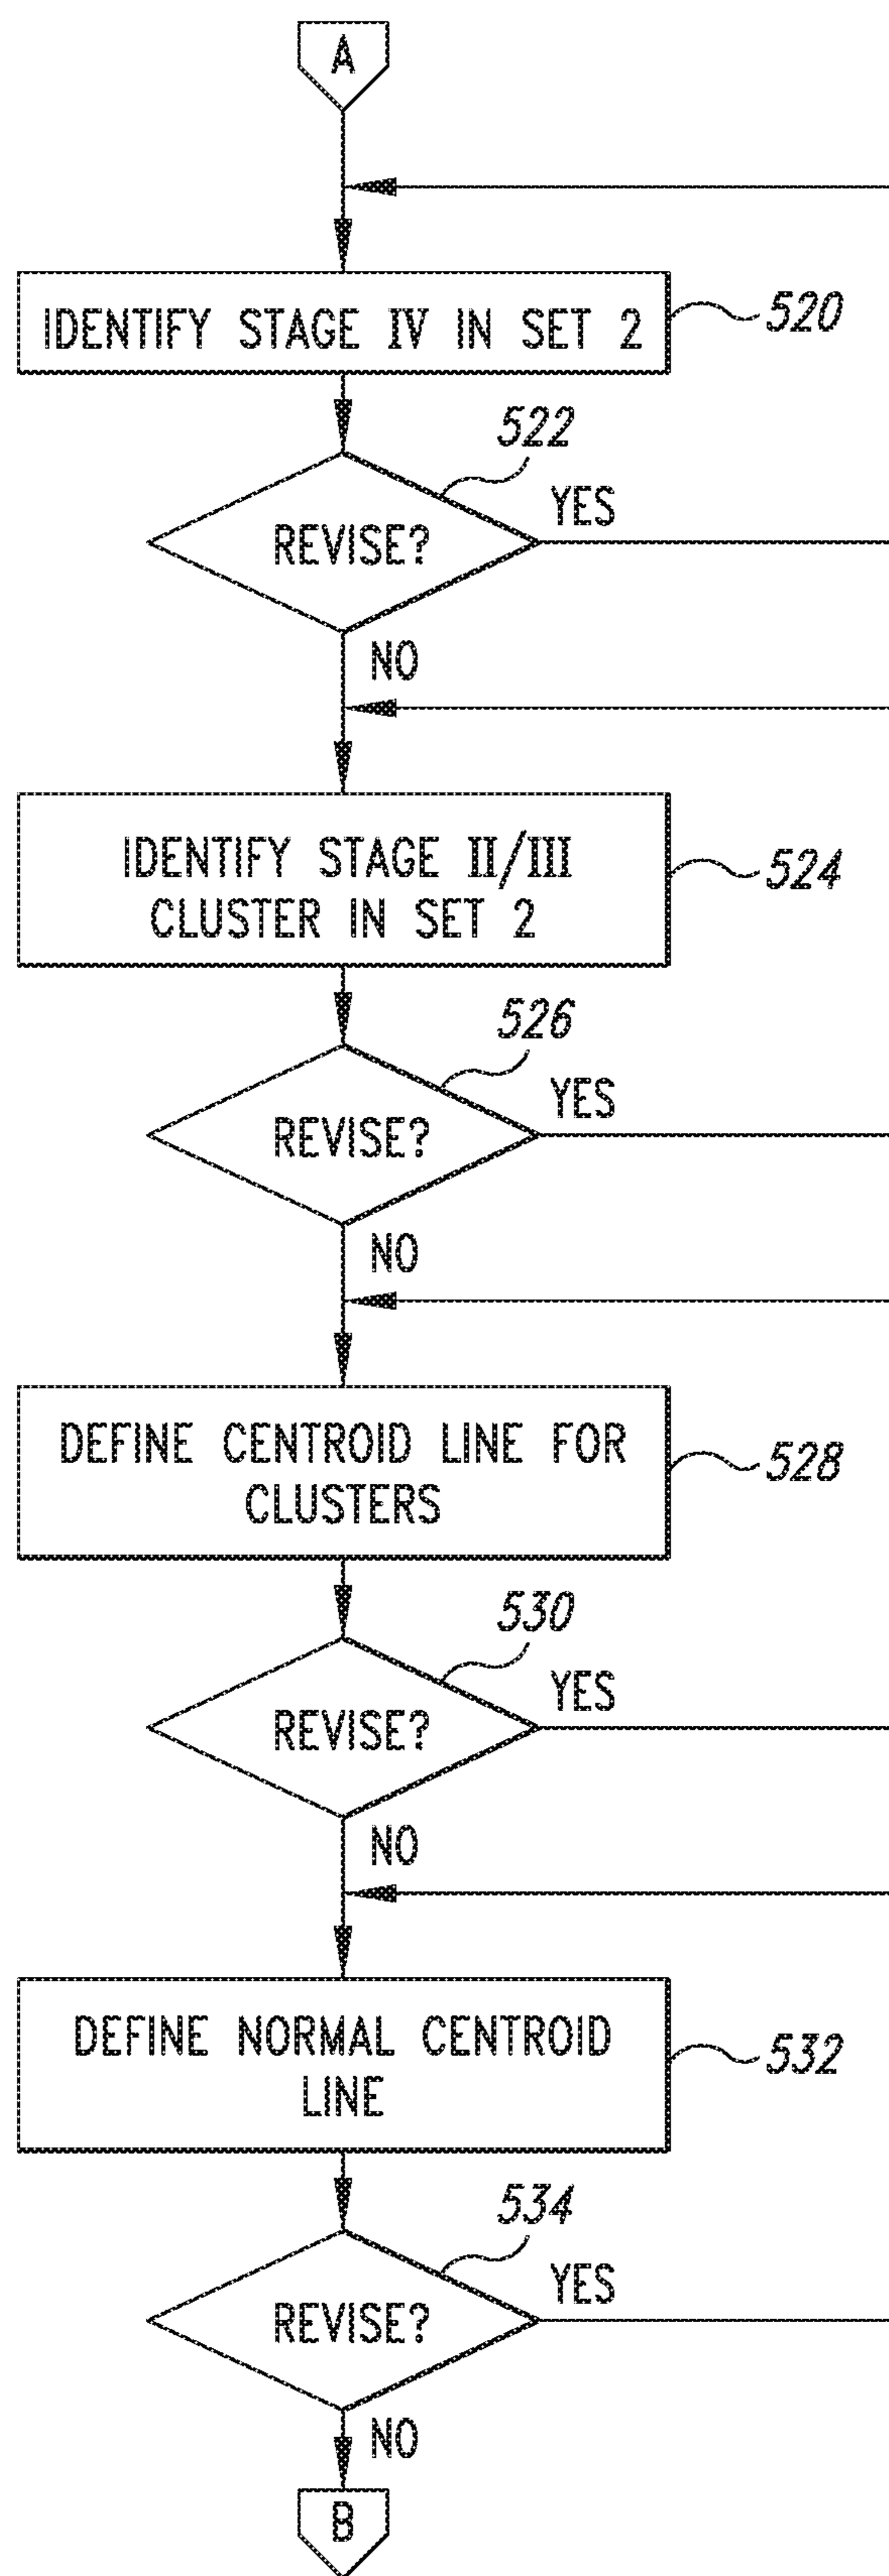 A
IDENTIFY STAGE IV IN SET 2
520
522
REVISE?
YES
NO
IDENTIFY STAGE II/III
CLUSTER IN SET 2
524
526
REVISE?
YES
NO
DEFINE CENTROID LINE FOR
CLUSTERS
528
530
REVISE?
YES
NO
DEFINE NORMAL CENTROID
LINE
532
534
REVISE?
YES
NO
B